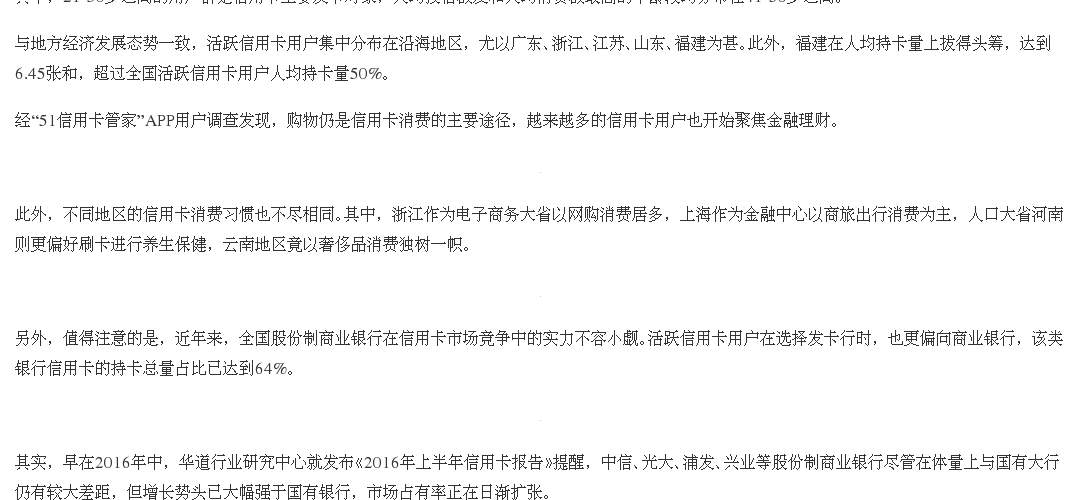 与地方经济发展态势一致，活跃信用卡用户集中分布在沿海地区，尤以广东、浙江、江苏、山东、福建为甚。此外，福建在人均持卡量上拔得头筹，达到
6.45张和，超过全国活跃信用卡用户人均持卡量50%。
经“51信用卡管家”APP用户调查发现，购物仍是信用卡消费的主要途径，越来越多的信用卡用户也开始聚焦金融理财。
此外，不同地区的信用卡消费习惯也不尽相同。其中，浙江作为电子商务大省以网购消费居多，上海作为金融中心以商旅出行消费为主，人口大省河南
则更偏好刷卡进行养生保健，云南地区竟以奢侈品消费独树一帜。
另外，值得注意的是，近年来，全国股份制商业银行在信用卡市场竞争中的实力不容小觑。活跃信用卡用户在选择发卡行时，也更偏向商业银行，该类
银行信用卡的持卡总量占比已达到64%。
其实，早在2016年中，华道行业研究中心就发布《2016年上半年信用卡报告》提醒，中信、光大、浦发、兴业等股份制商业银行尽管在体量上与国有大行
仍有较大差距，但增长势头已大幅强于国有银行，市场占有率正在日渐扩张。